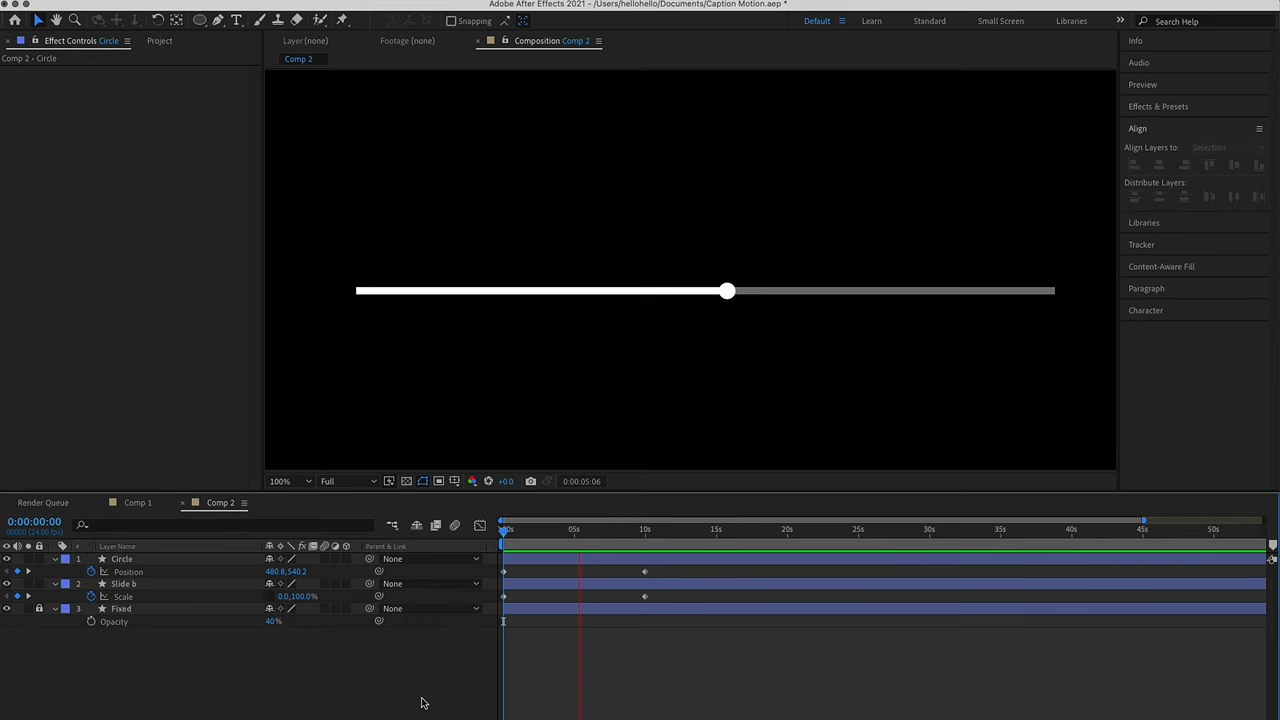 Adobe After Effects 2021 - /Users/hellohello/Documents/Caption Motion.aep *
Snapping
Default
Learn
Standard
Small Screen
Libraries
Search Help
Effect Controls Circle
Project
Layer (none)
Footage (none)
Composition Comp 2
Info
Comp 2 • Circle
Comp 2
Audio
Preview
Effects & Presets
Align
Align Layers to:
Selection
Distribute Layers:
Libraries
Tracker
Content-Aware Fill
Paragraph
Character
100%
Full
+0.0
0:00:05:06
Render Queue
Comp 1
Comp 2
0:00:00:00
00000 (24.00 fps)
05s
10s
15s
20s
25s
30s
35s
40s
45s
50s
#
Layer Name
Parent & Link
1
Circle
None
Position
480.8,540.2
2
Slide b
None
Scale
0.0,100.0%
3
Fixed
None
Opacity
40%